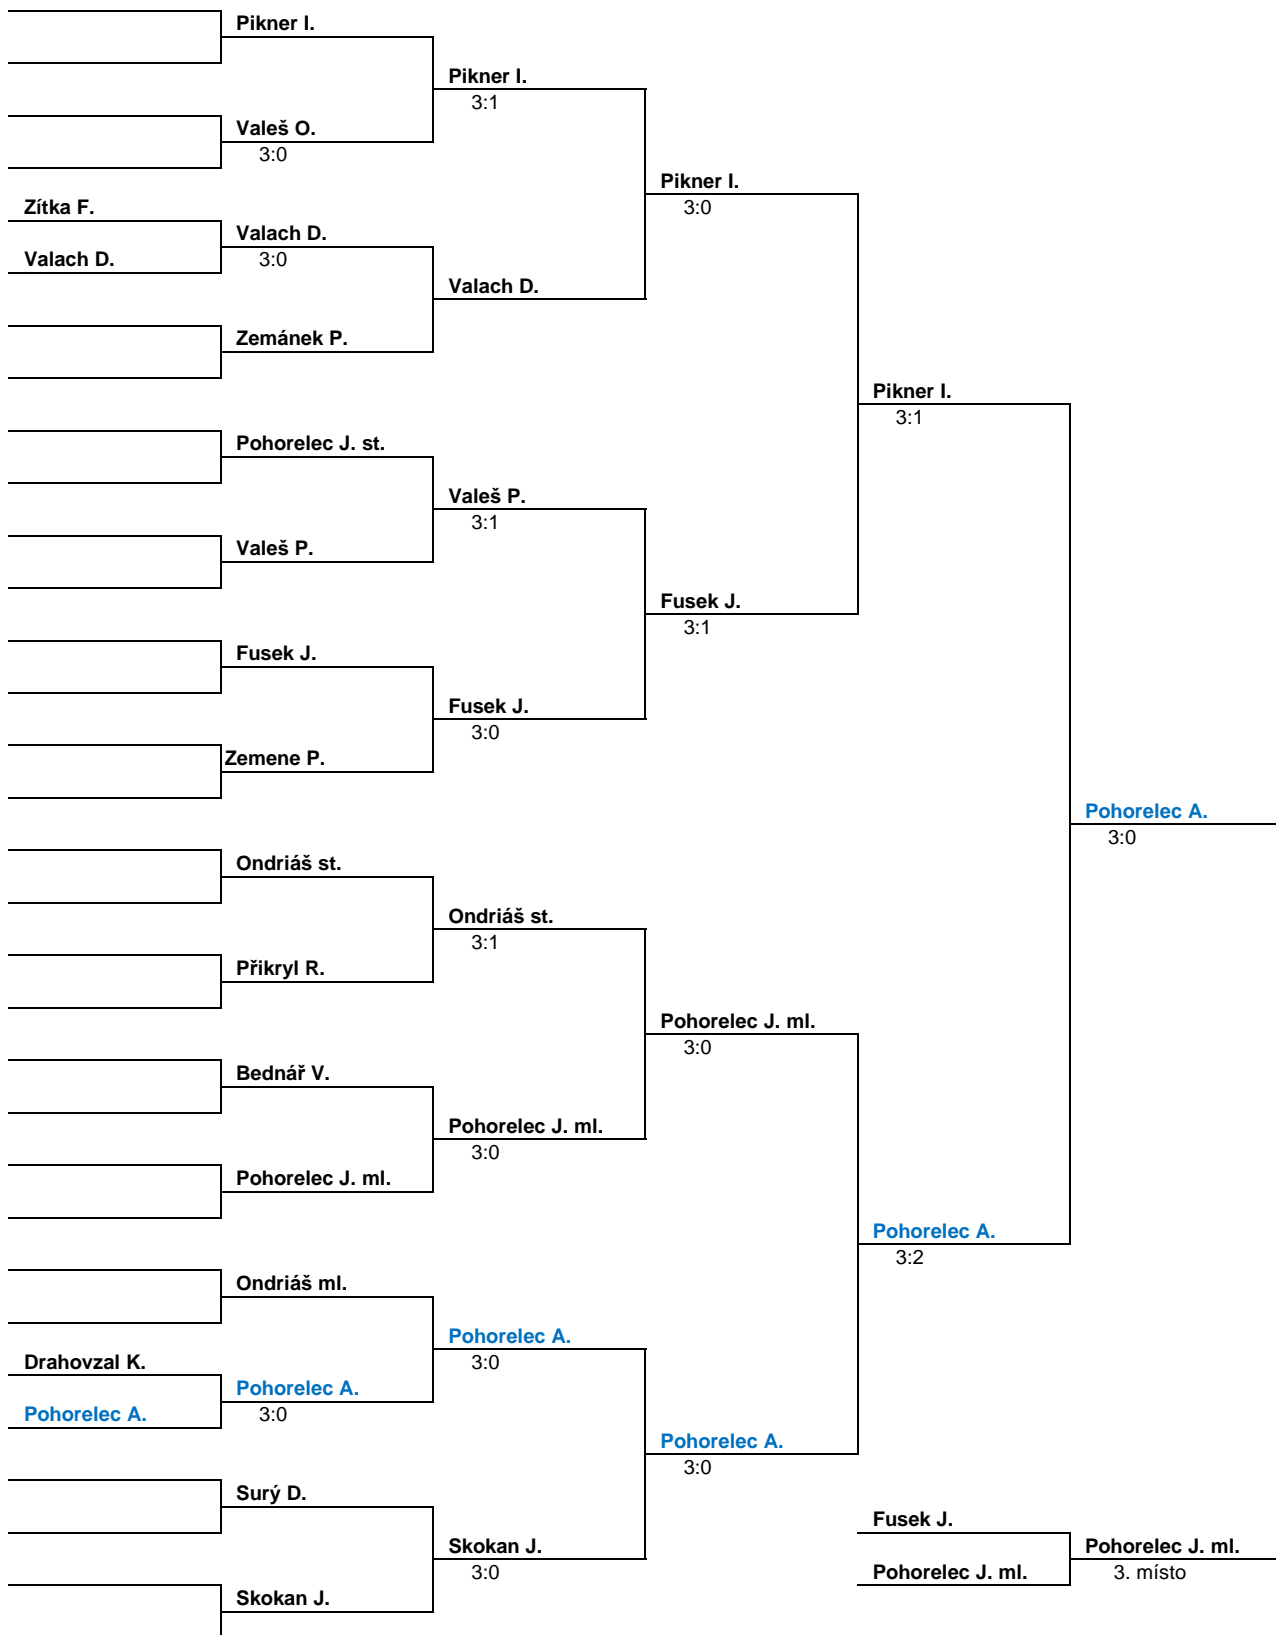 Pikner I.
Pikner I.
3:1
Valeš O.
3:0
Pikner I.
3:0
Zítka F.
Valach D.
Valach D.
3:0
Valach D.
Zemánek P.
Pikner I.
3:1
Pohorelec J. st.
Valeš P.
3:1
Valeš P.
Fusek J.
3:1
Fusek J.
Fusek J.
3:0
Zemene P.
Pohorelec A.
3:0
Ondriáš st.
Ondriáš st.
3:1
Přikryl R.
Pohorelec J. ml.
3:0
Bednář V.
Pohorelec J. ml.
3:0
Pohorelec J. ml.
Pohorelec A.
3:2
Ondriáš ml.
Pohorelec A.
3:0
Drahovzal K.
Pohorelec A.
Pohorelec A.
3:0
Pohorelec A.
3:0
Surý D.
Skokan J.
3:0
Skokan J.
Fusek J.
Pohorelec J. ml.
Pohorelec J. ml.
3. místo